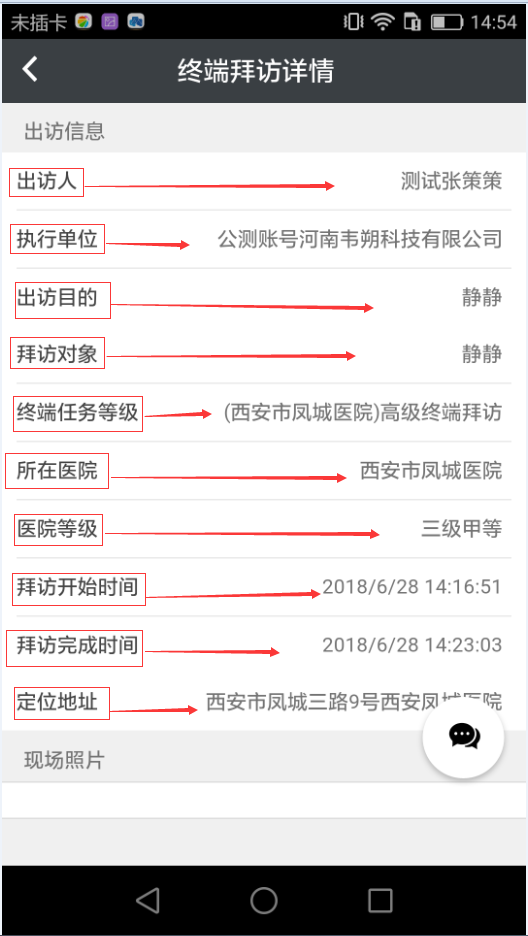 未插卡 14:54
终端拜访详情
出访信息
出访人 测试张策策
执行单位 公测账号河南韦朔科技有限公司
出访目的 静静
拜访对象 静静
终端任务等级 (西安市凤城医院)高级终端拜访
所在医院 西安市凤城医院
医院等级 三级甲等
拜访开始时间 2018/6/28 14:16:51
拜访完成时间 2018/6/28 14:23:03
定位地址 西安市凤城三路9号西安凤城医院
现场照片